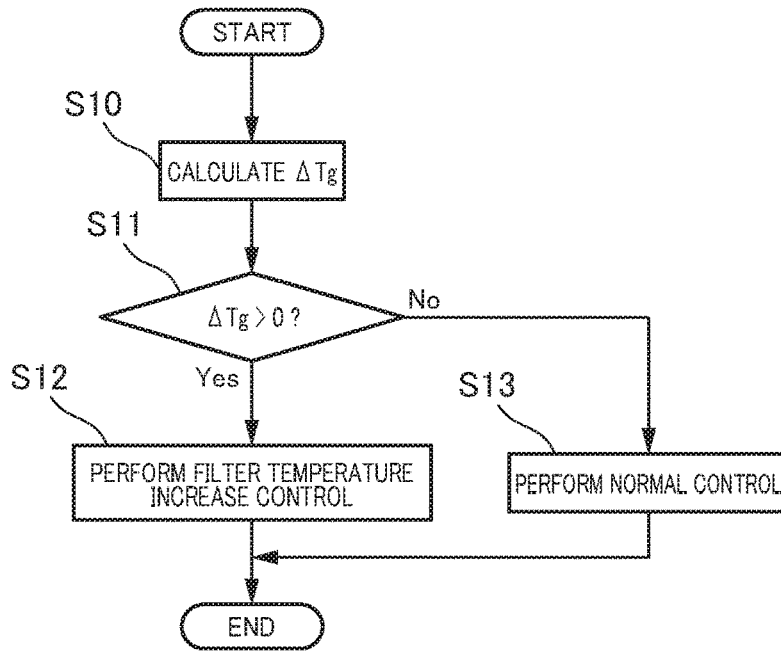 START
S10
CALCULATE ΔTg
S11
ΔTg > 0 ?
No
Yes
S12
S13
PERFORM FILTER TEMPERATURE
INCREASE CONTROL
PERFORM NORMAL CONTROL
END